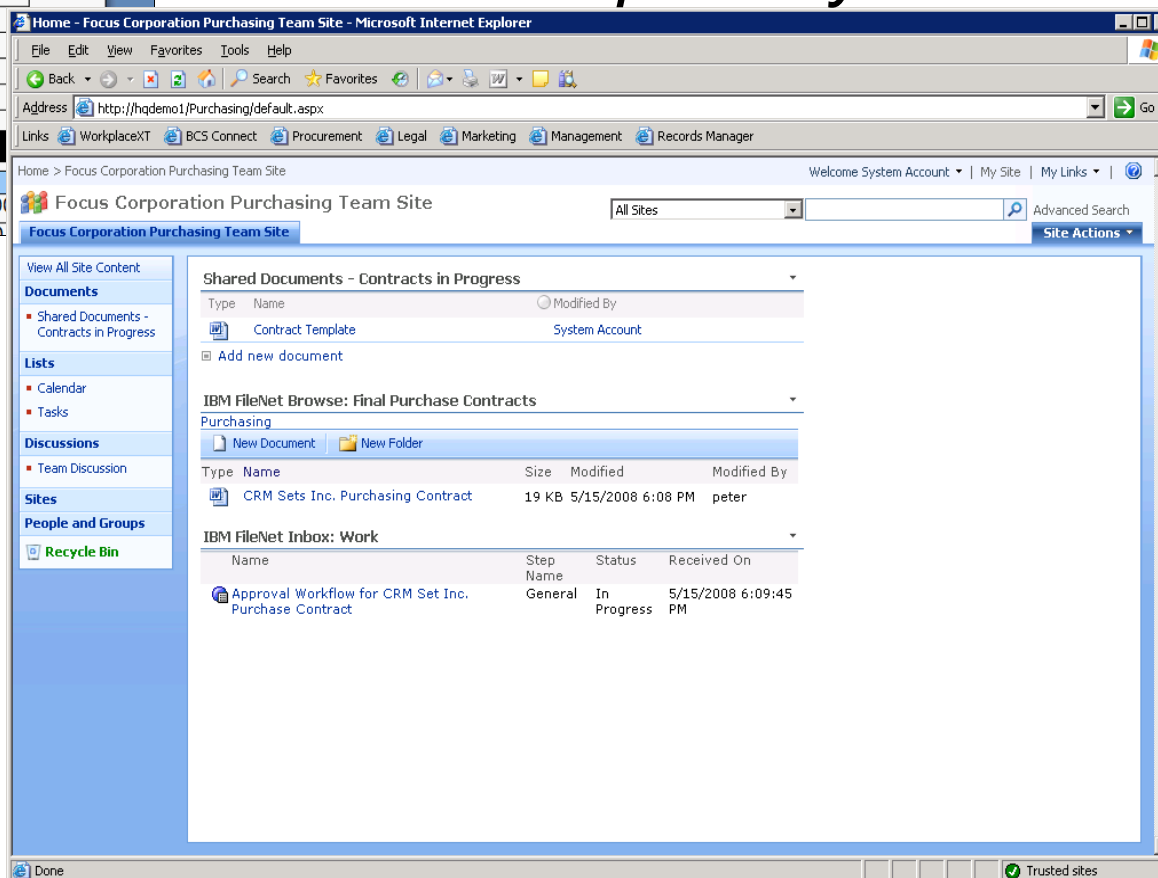 Home - Focus Corporation Purchasing Team Site - Microsoft Internet Explorer
File Edit View Favorites Tools Help
Back Search Favorites
Address http://hqdemo1/Purchasing/default.aspx Go
Links WorkplaceXT BCS Connect Procurement Legal Marketing Management Records Manager
Home > Focus Corporation Purchasing Team Site Welcome System Account | My Site | My Links |
Focus Corporation Purchasing Team Site All Sites Advanced Search
Focus Corporation Purchasing Team Site Site Actions
View All Site Content
Documents
Shared Documents -
Contracts in Progress
Lists
Calendar
Tasks
Discussions
Team Discussion
Sites
People and Groups
Recycle Bin
Shared Documents - Contracts in Progress
Type Name Modified By
Contract Template System Account
Add new document
IBM FileNet Browse: Final Purchase Contracts
Purchasing
New Document New Folder
Type Name Size Modified Modified By
CRM Sets Inc. Purchasing Contract 19 KB 5/15/2008 6:08 PM peter
IBM FileNet Inbox: Work
Name Step Status Received On
Name
Approval Workflow for CRM Set Inc. General In 5/15/2008 6:09:45
Purchase Contract Progress PM
Done Trusted sites